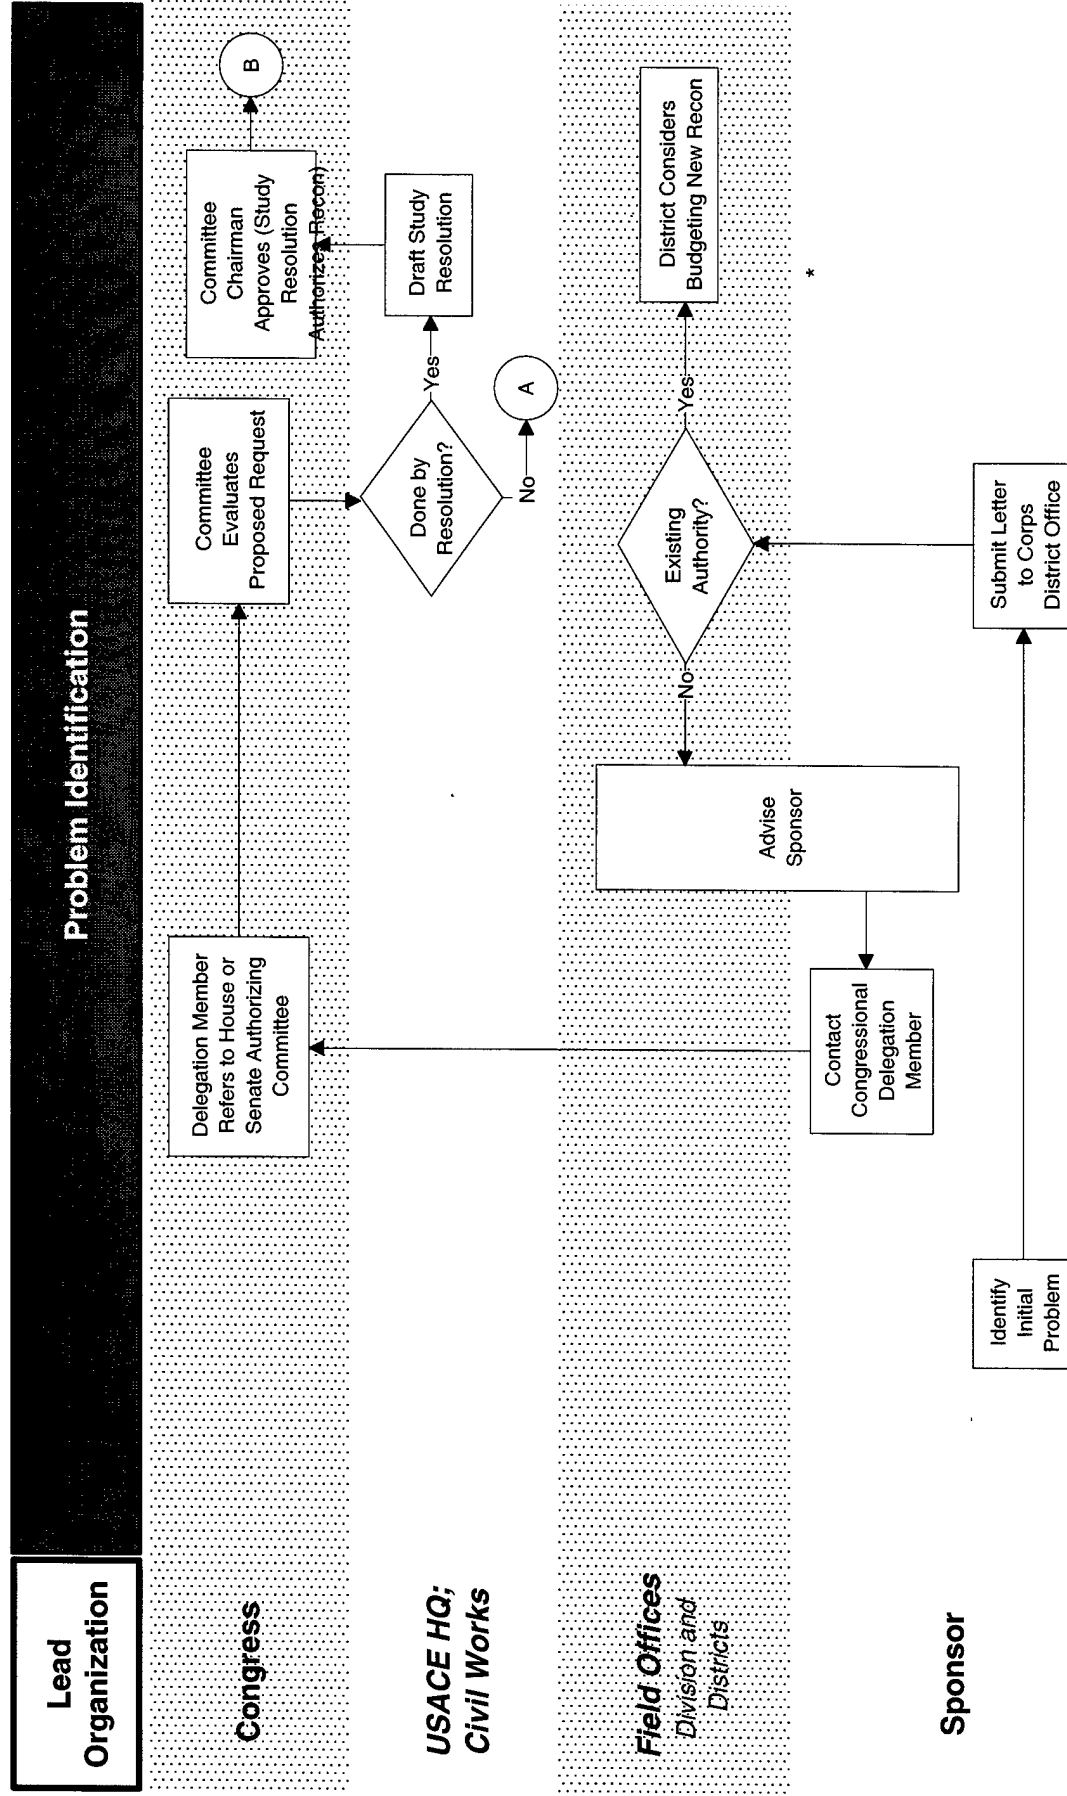 Lead
Organization
Problem Identification
Congress
Delegation Member
Refers to House or
Senate Authorizing
Committee
Committee
Evaluates
Proposed Request
Committee
Chairman
Approves (Study
Resolution
Authorizes Recon)
B
USACE HQ;
Civil Works
Done by
Resolution?
Yes
No
A
Draft Study
Resolution
Field Offices
Division and
Districts
Advise
Sponsor
No
Existing
Authority?
Yes
District Considers
Budgeting New Recon
Sponsor
Contact
Congressional
Delegation
Member
*
Identify
Initial
Problem
Submit Letter
to Corps
District Office